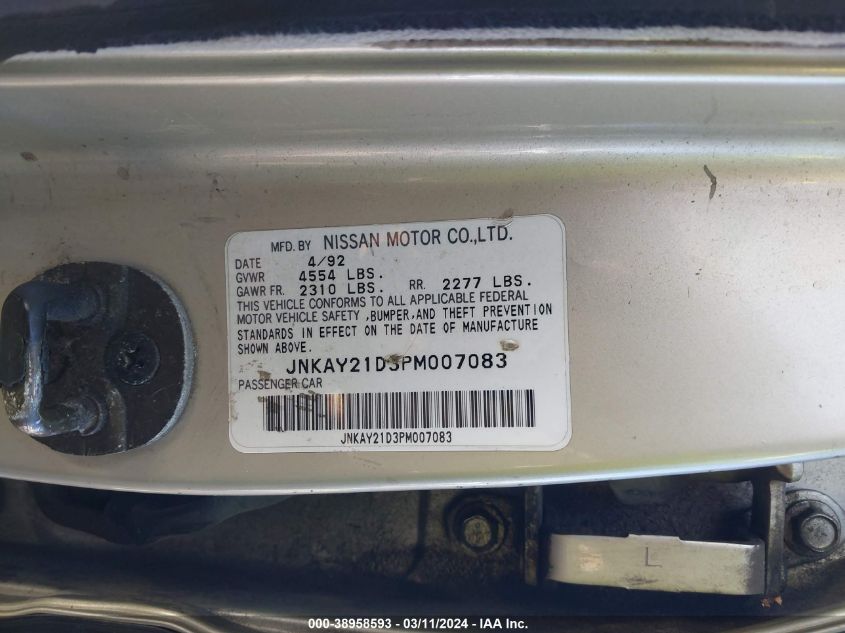 MFD. BY NISSAN MOTOR CO.,LTD.
DATE 4/92
GVWR 4554 LBS.
GAWR FR. 2310 LBS. RR. 2277 LBS.
THIS VEHICLE CONFORMS TO ALL APPLICABLE FEDERAL
MOTOR VEHICLE SAFETY ,BUMPER,AND THEFT PREVENTION
STANDARDS IN EFFECT ON THE DATE OF MANUFACTURE
SHOWN ABOVE.
JNKAY21D3PM007083
PASSENGER CAR
JNKAY21D3PM007083
L
000-38958593 - 03/11/2024 - IAA Inc.